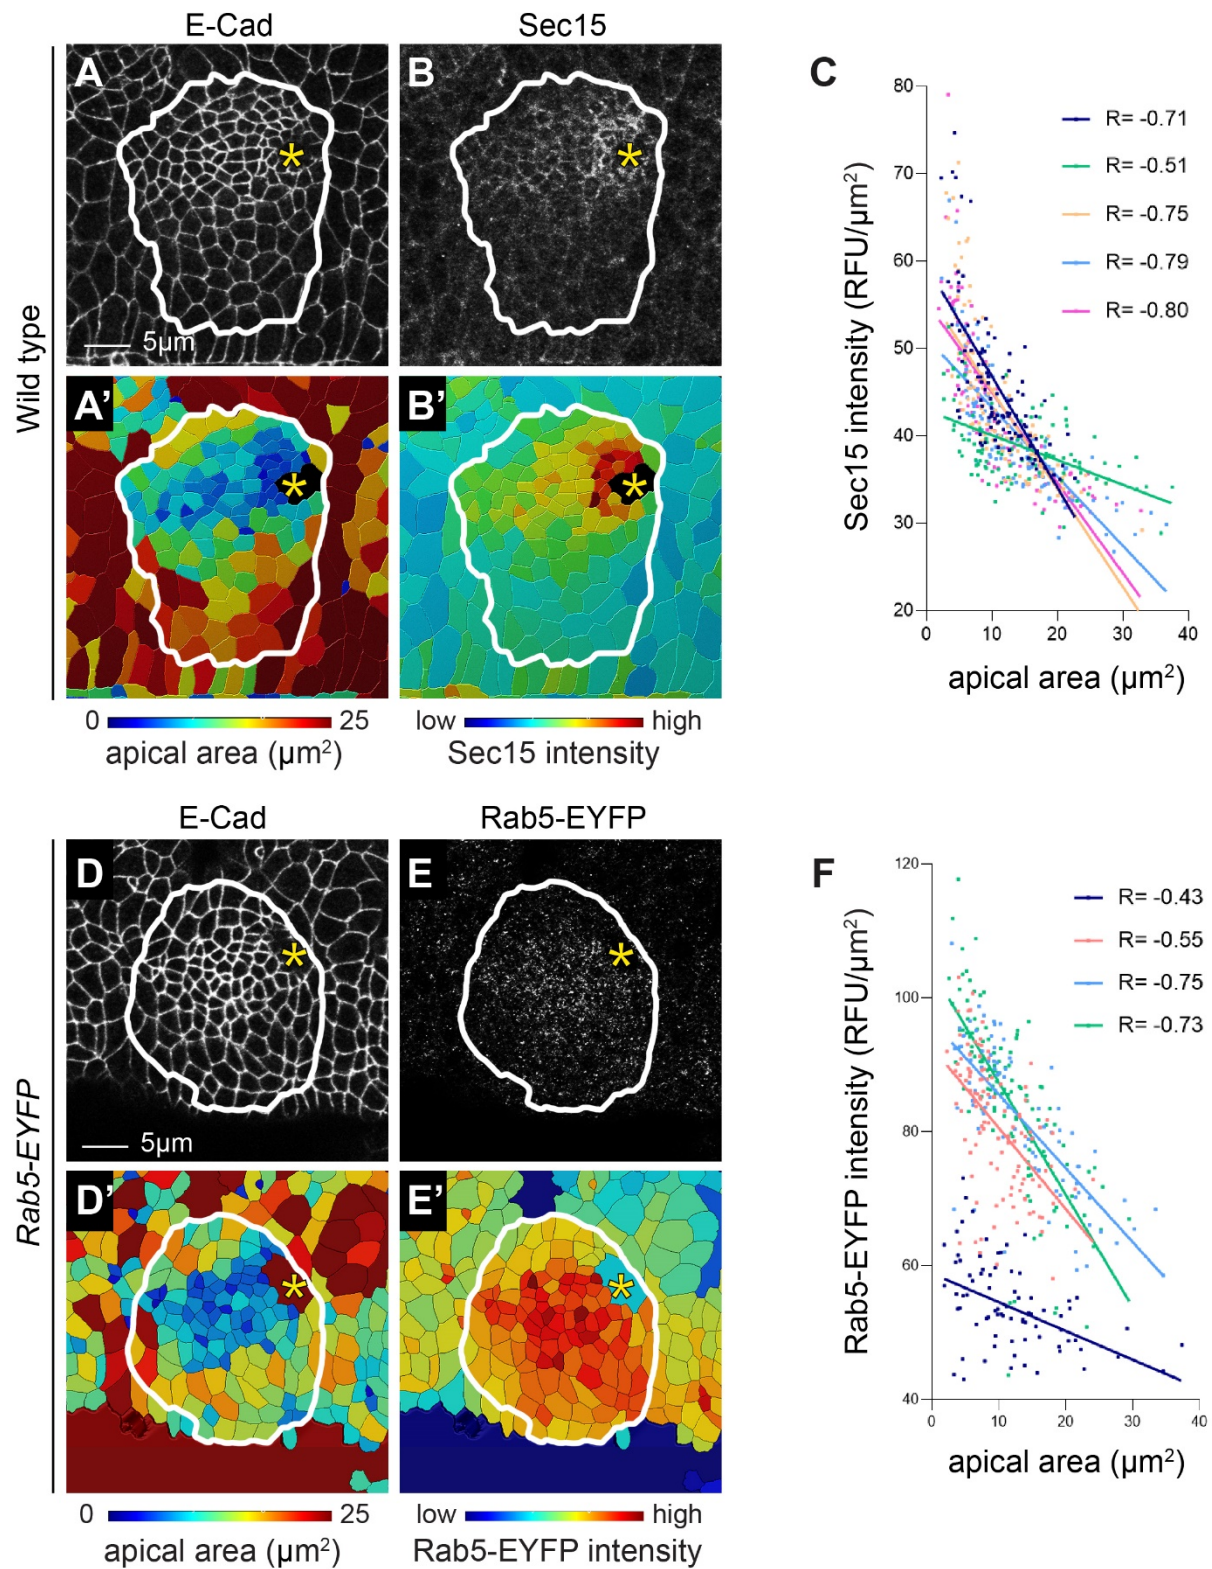 E-Cad
Sec15
A
B
C
Wild type
5µm
A’
B’
0
25
apical area (µm²)
low
high
Sec15 intensity
Sec15 intensity (RFU/µm²)
80
70
60
50
40
30
20
0
10
20
30
40
apical area (µm²)
R= -0.71
R= -0.51
R= -0.75
R= -0.79
R= -0.80
E-Cad
Rab5-EYFP
D
E
F
Rab5-EYFP
5µm
D’
E’
0
25
apical area (µm²)
low
high
Rab5-EYFP intensity
Rab5-EYFP intensity (RFU/µm²)
120
100
80
60
40
0
10
20
30
40
apical area (µm²)
R= -0.43
R= -0.55
R= -0.75
R= -0.73